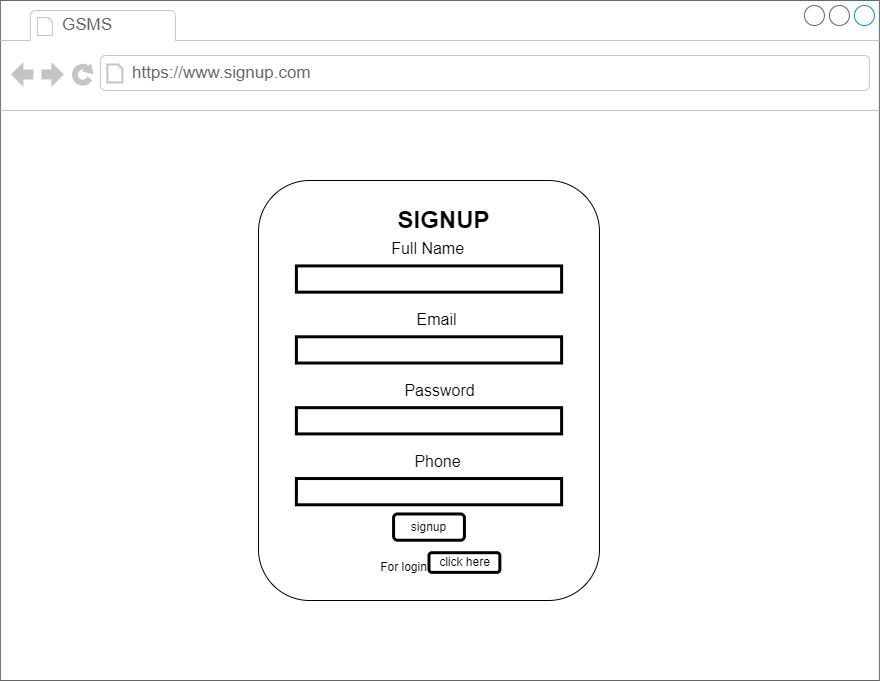 GSMS
https://www.signup.com
SIGNUP
Full Name
Email
Password
Phone
signup
For login click here